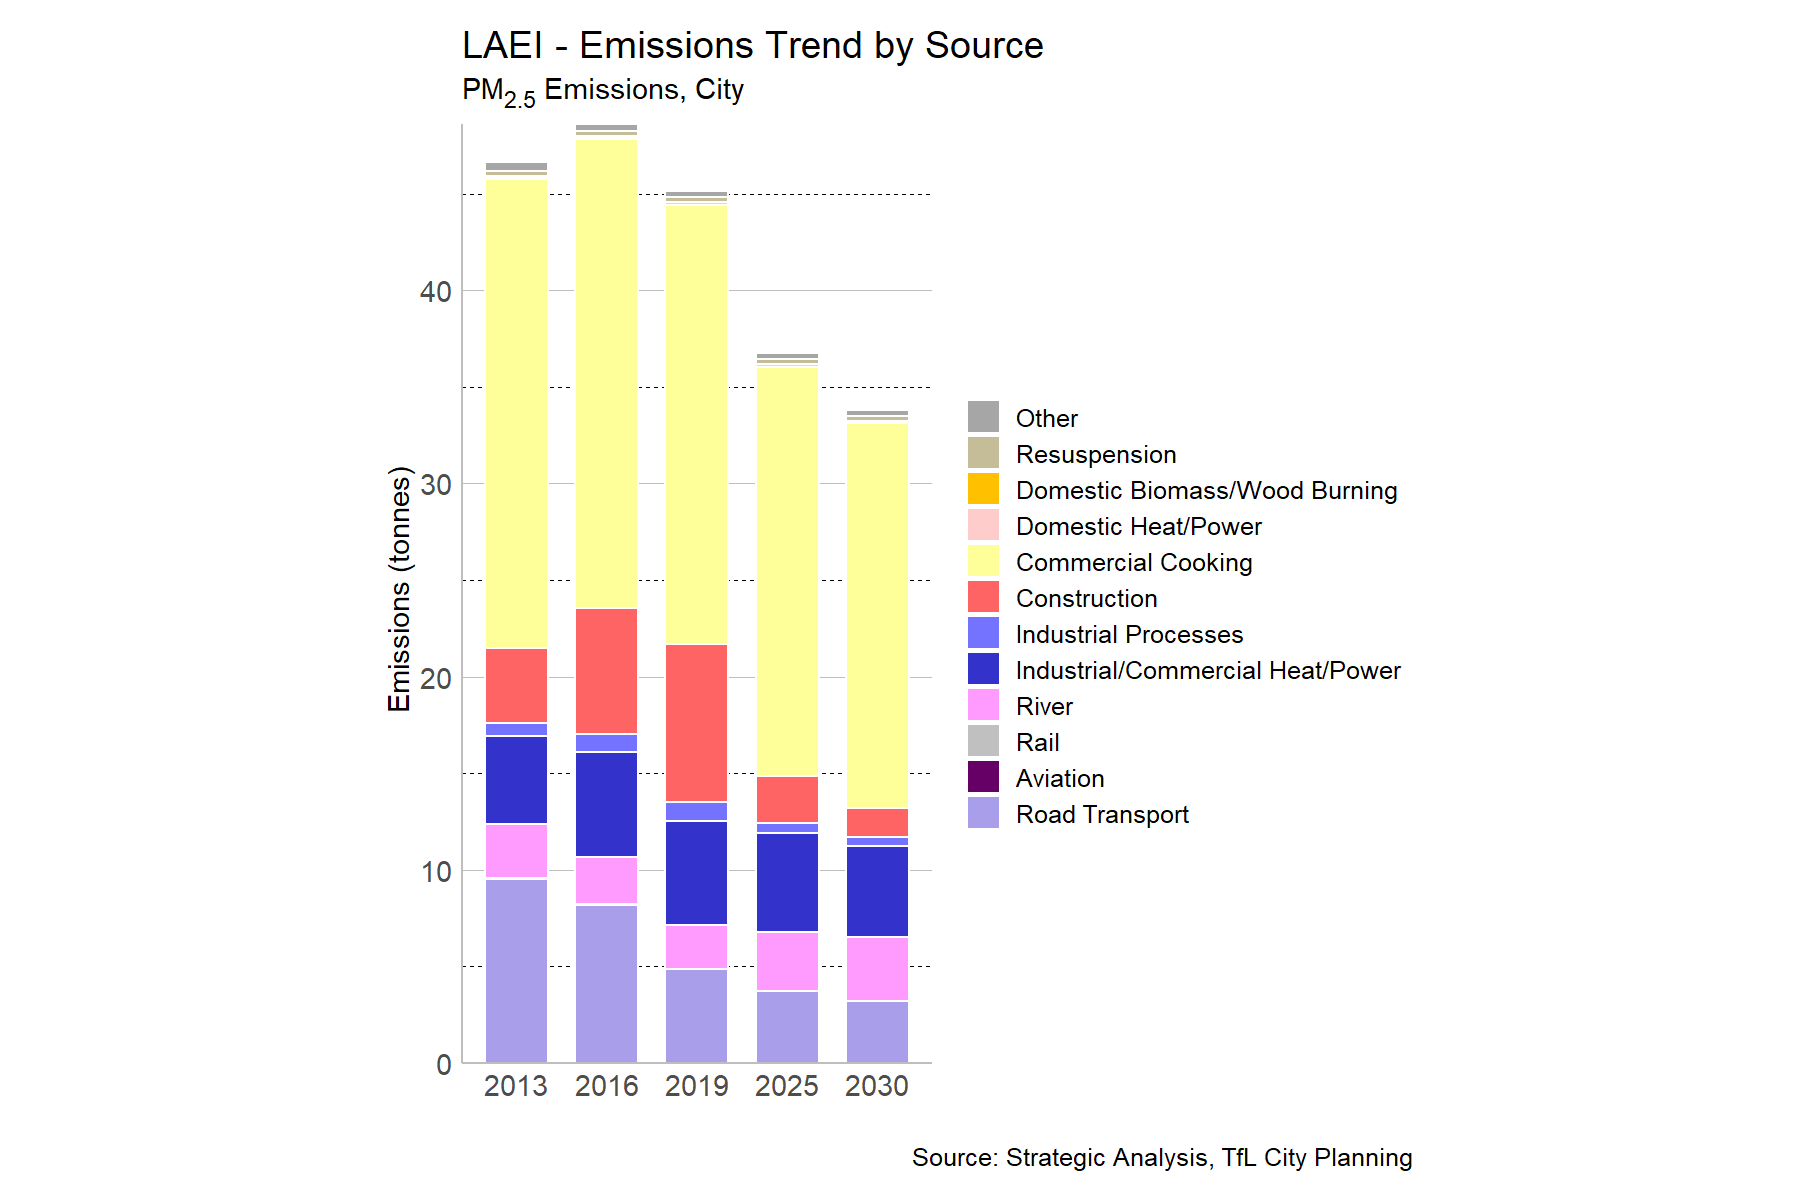 LAEI - Emissions Trend by Source
PM2.5 Emissions, City
Emissions (tonnes)
40
30
20
10
0
2013 2016 2019 2025 2030
Other
Resuspension
Domestic Biomass/Wood Burning
Domestic Heat/Power
Commercial Cooking
Construction
Industrial Processes
Industrial/Commercial Heat/Power
River
Rail
Aviation
Road Transport
Source: Strategic Analysis, TfL City Planning